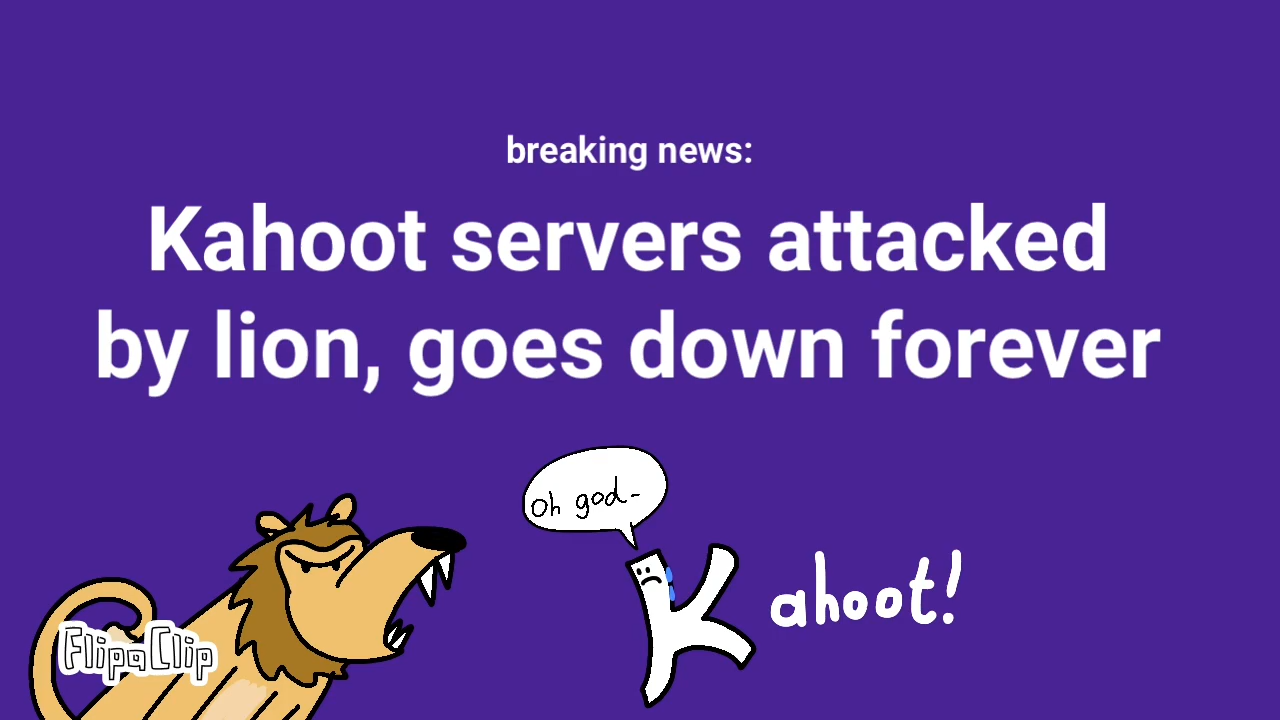 breaking news:
Kahoot servers attacked
by lion, goes down forever
Oh god-
Kahoot!
FlipaClip